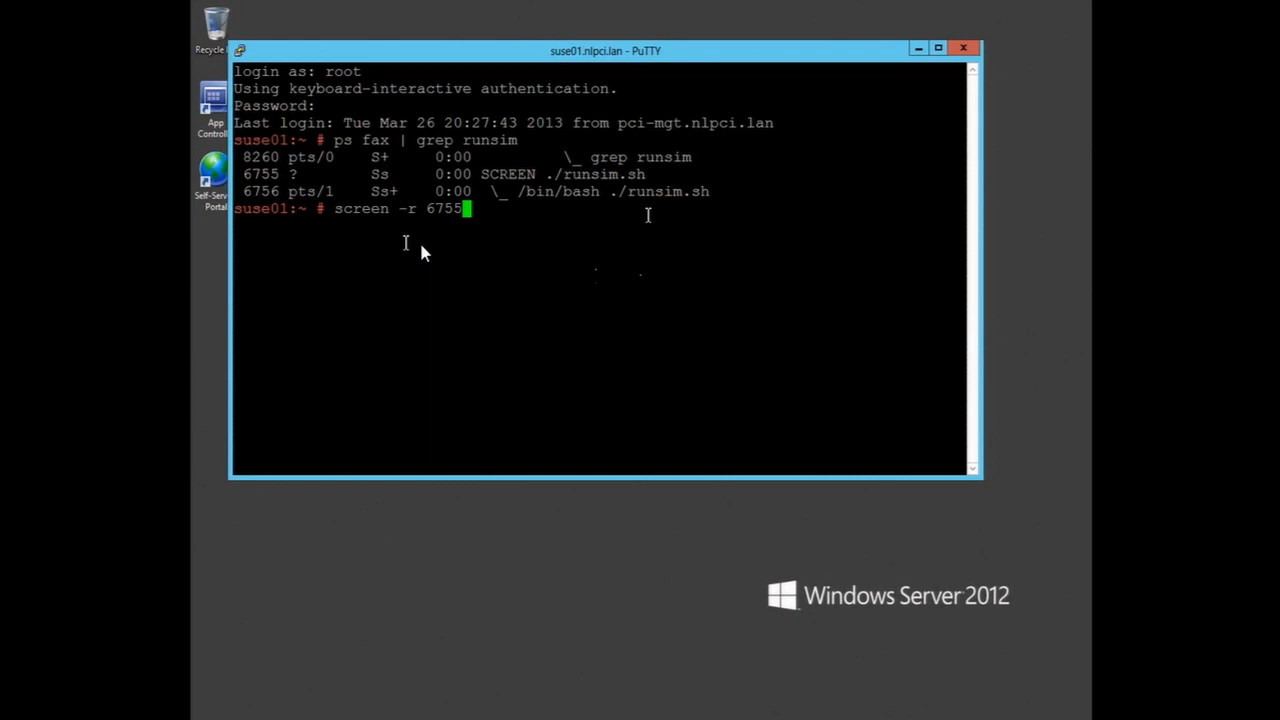 Recycle
suse01.nlpci.lan - PuTTY
login as: root
Using keyboard-interactive authentication.
Password:
Last login: Tue Mar 26 20:27:43 2013 from pci-mgt.nlpci.lan
suse01:~ # ps fax | grep runsim
8260 pts/0    S+     0:00          \_ grep runsim
6755 ?        Ss     0:00 SCREEN ./runsim.sh
6756 pts/1    Ss+    0:00  \_ /bin/bash ./runsim.sh
suse01:~ # screen -r 6755
App
Controll
Self-Serv
Portal
Windows Server 2012